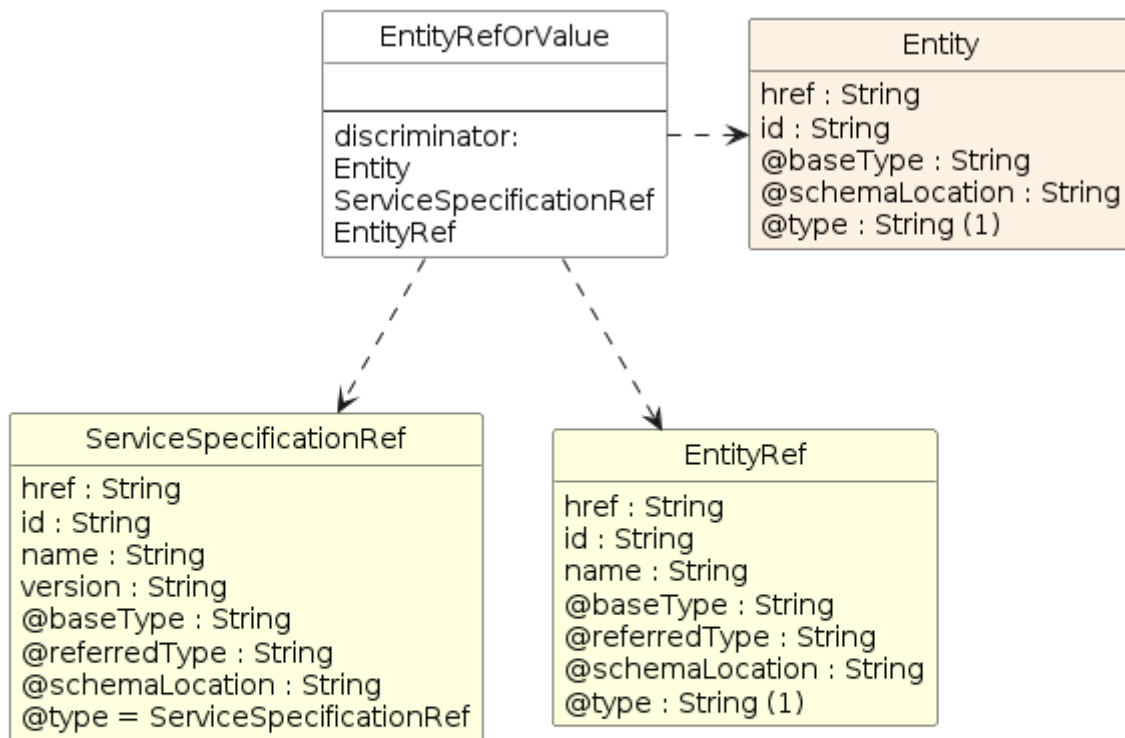 EntityRefOrValue
discriminator:
Entity
ServiceSpecificationRef
EntityRef
Entity
href : String
id : String
@baseType : String
@schemaLocation : String
@type : String (1)
ServiceSpecificationRef
href : String
id : String
name : String
version : String
@baseType : String
@referredType : String
@schemaLocation : String
@type = ServiceSpecificationRef
EntityRef
href : String
id : String
name : String
@baseType : String
@referredType : String
@schemaLocation : String
@type : String (1)